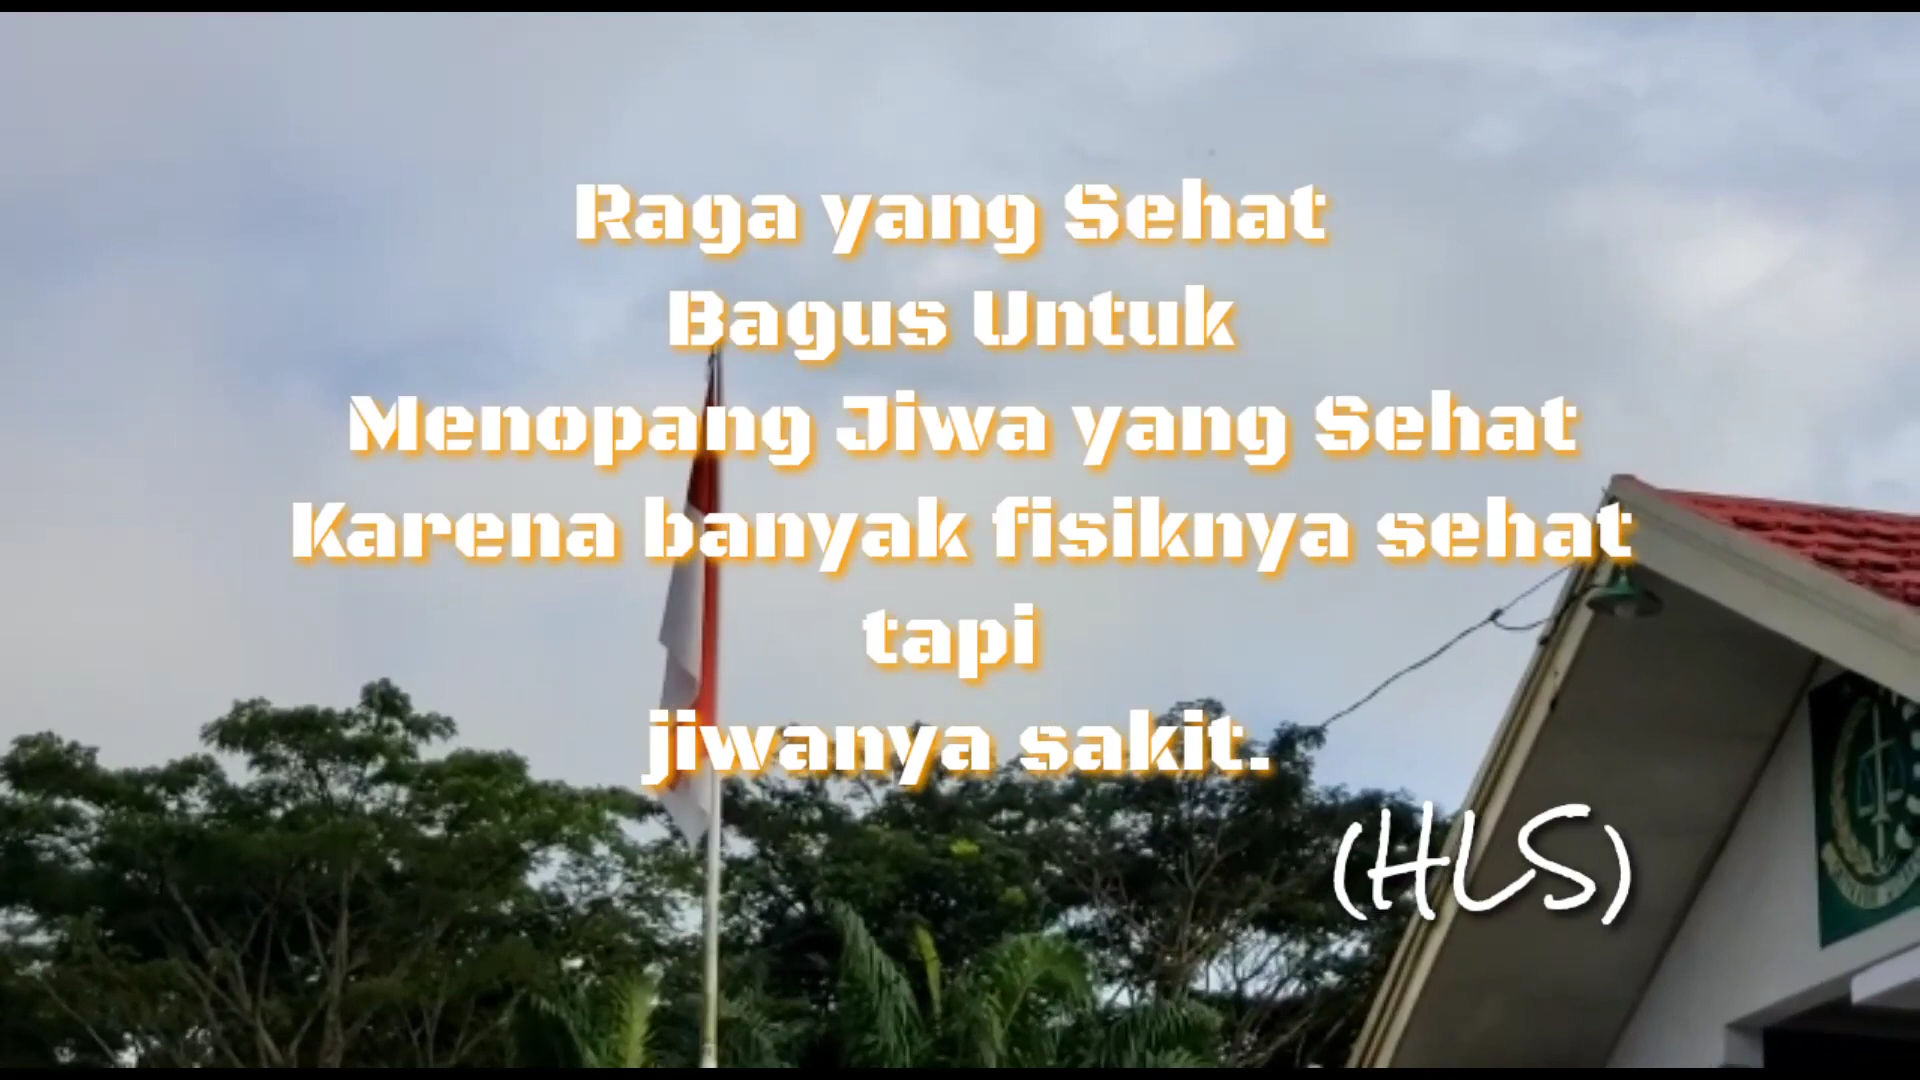 Raga yang Sehat
Bagus Untuk
Menopang Jiwa yang Sehat
Karena banyak fisiknya sehat
tapi
jiwanya sakit.
(HLS)